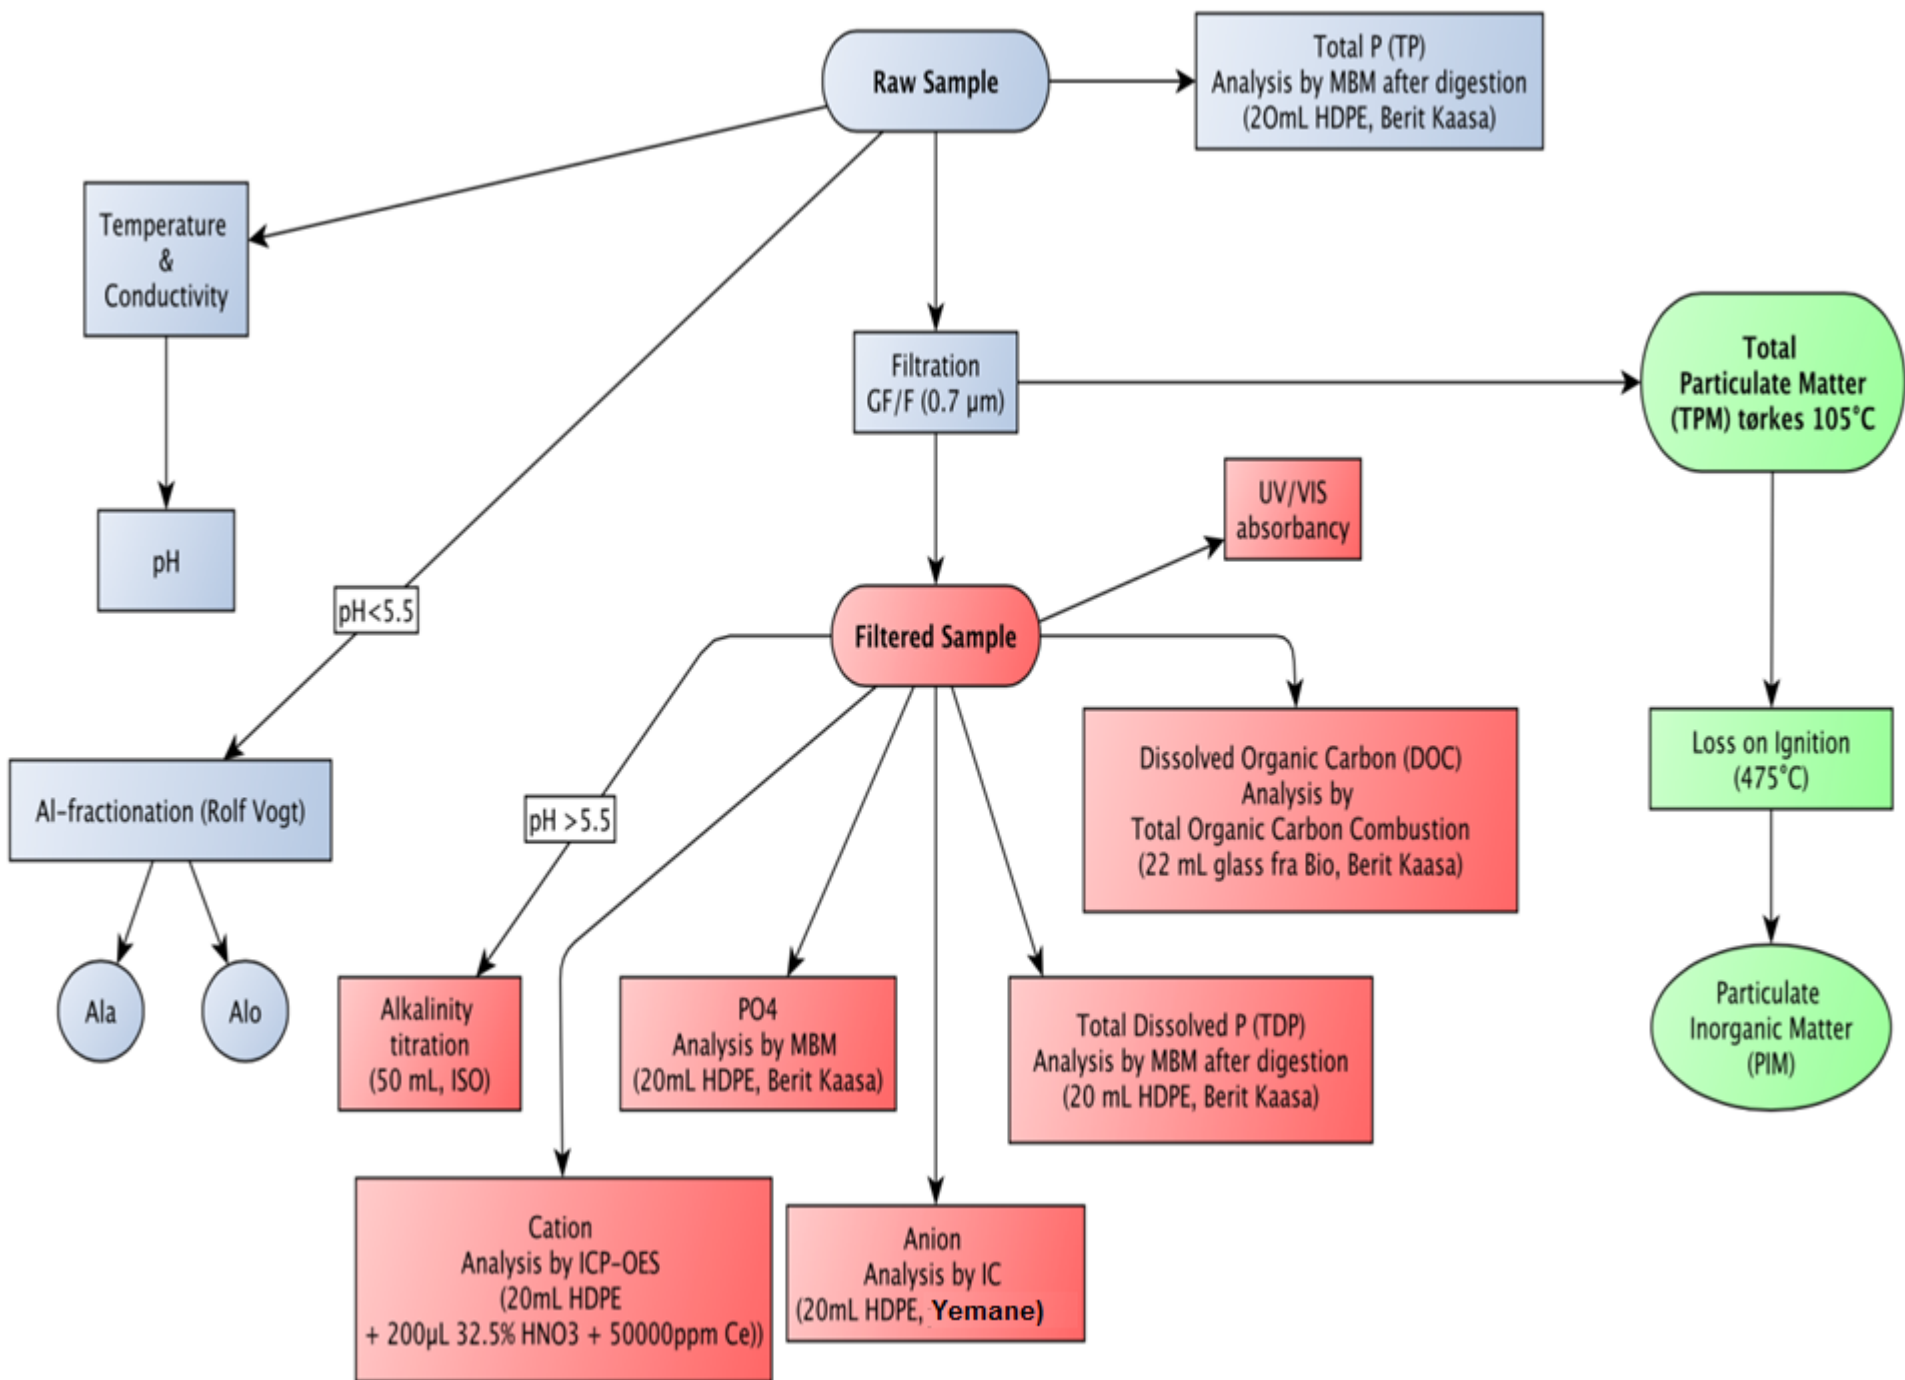 Raw Sample
Total P (TP)
Analysis by MBM after digestion
(2OmL HDPE, Berit Kaasa)
Temperature
&
Conductivity
pH
Filtration
GF/F (0.7 µm)
Total
Particulate Matter
(TPM) tørkes 105°C
UV/VIS
absorbancy
pH<5.5
Filtered Sample
Al-fractionation (Rolf Vogt)
Ala
Alo
pH >5.5
Dissolved Organic Carbon (DOC)
Analysis by
Total Organic Carbon Combustion
(22 mL glass fra Bio, Berit Kaasa)
Loss on Ignition
(475°C)
Alkalinity
titration
(50 mL, ISO)
PO4
Analysis by MBM
(20mL HDPE, Berit Kaasa)
Total Dissolved P (TDP)
Analysis by MBM after digestion
(20 mL HDPE, Berit Kaasa)
Particulate
Inorganic Matter
(PIM)
Cation
Analysis by ICP-OES
(20mL HDPE
+ 200µL 32.5% HNO3 + 50000ppm Ce))
Anion
Analysis by IC
(20mL HDPE, Yemane)